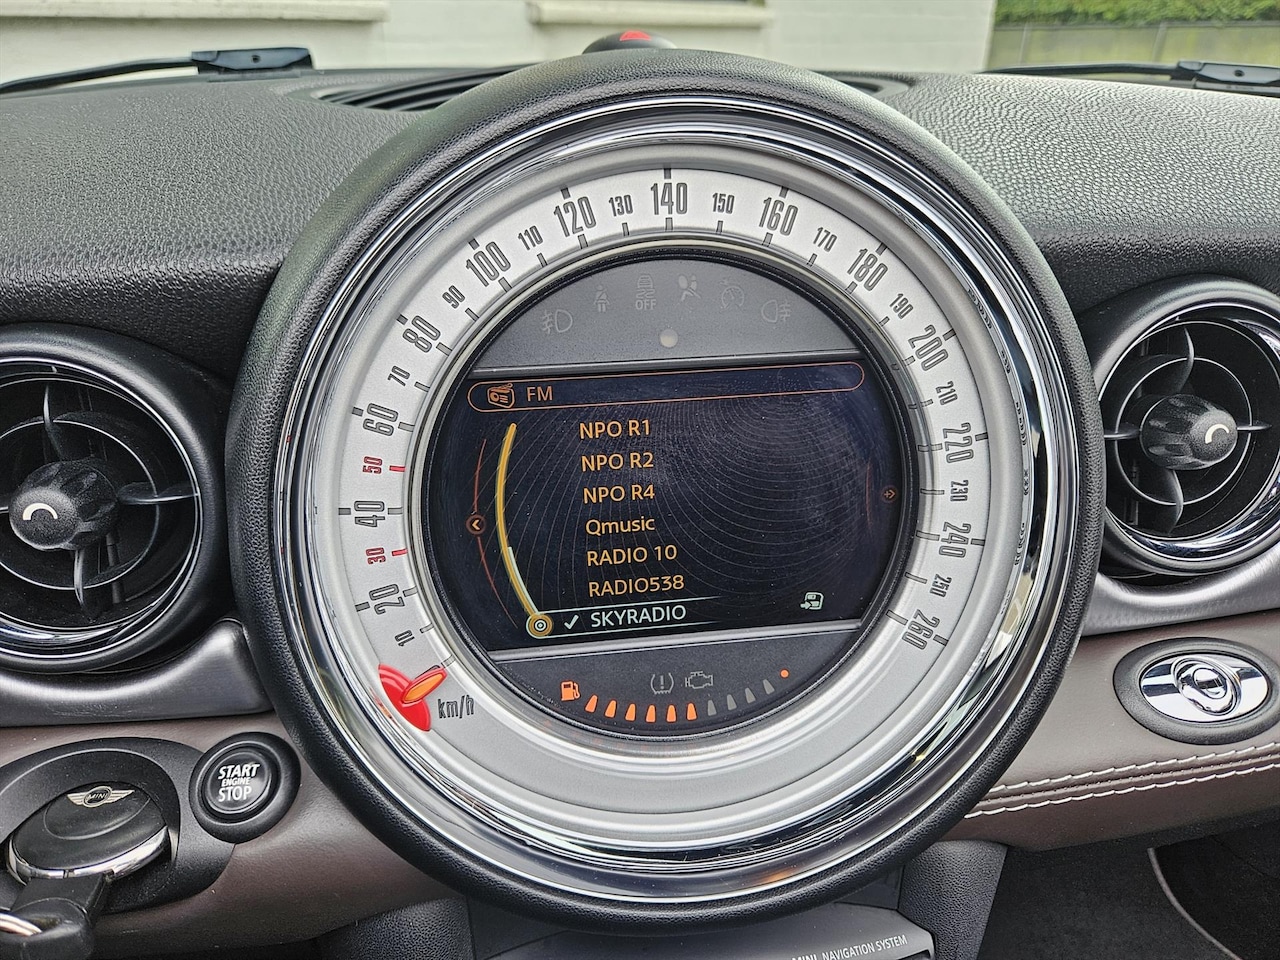 10
20
30
40
50
60
70
80
90
100
110
120
130
140
150
160
170
180
190
200
210
220
230
240
250
260
km/h
OFF
FM
NPO R1
NPO R2
NPO R4
Qmusic
RADIO 10
RADIO538
SKYRADIO
START
ENGINE
STOP
MINI
MINI NAVIGATION SYSTEM